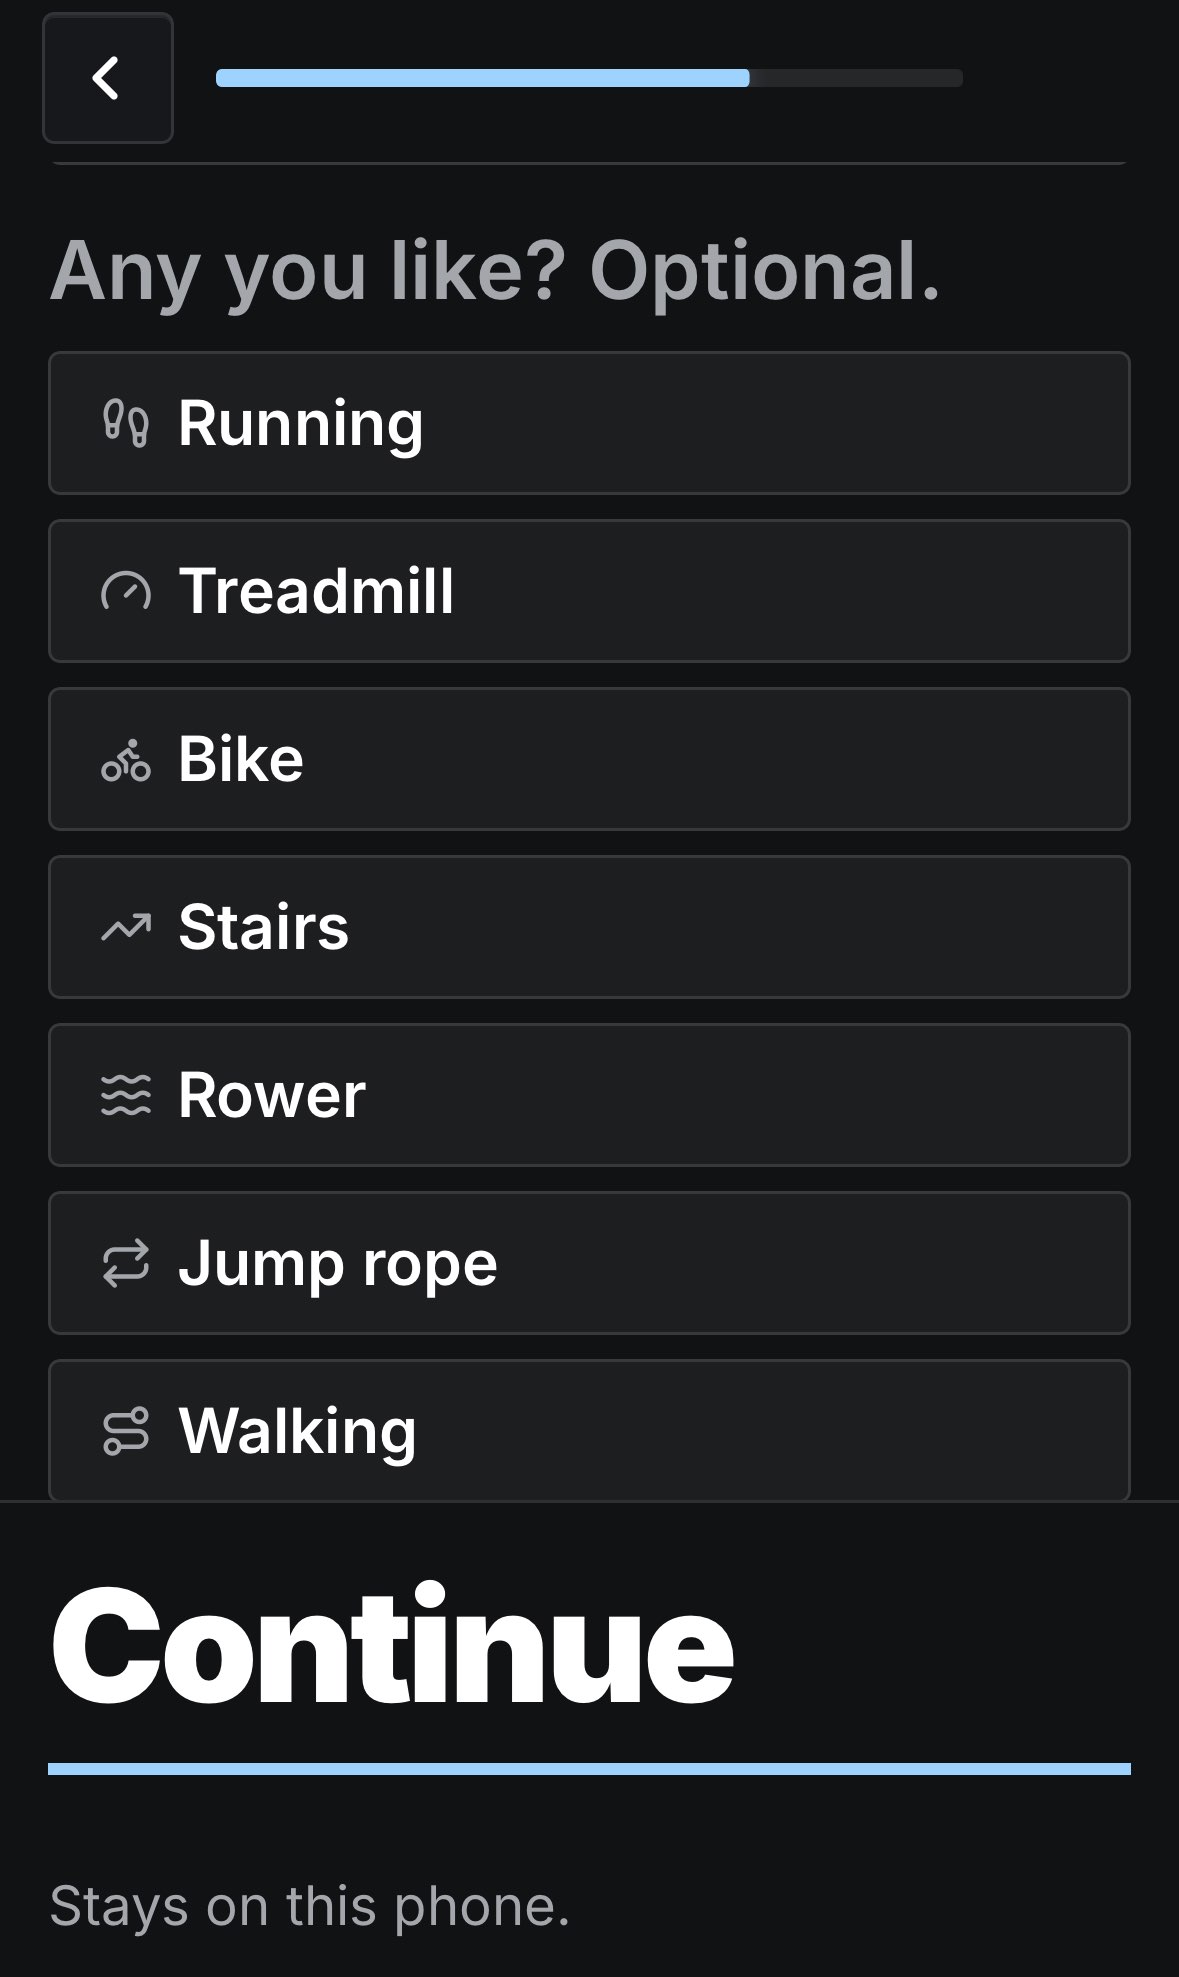 Any you like? Optional.
Running
Treadmill
Bike
Stairs
Rower
Jump rope
Walking
Continue
Stays on this phone.